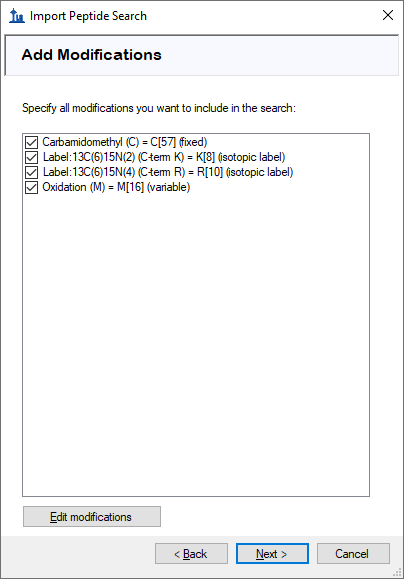 Import Peptide Search
Add Modifications
Specify all modifications you want to include in the search:
Carbamidomethyl (C) = C[57] (fixed)
Label:13C(6)15N(2) (C-term K) = K[8] (isotopic label)
Label:13C(6)15N(4) (C-term R) = R[10] (isotopic label)
Oxidation (M) = M[16] (variable)
Edit modifications
< Back Next > Cancel